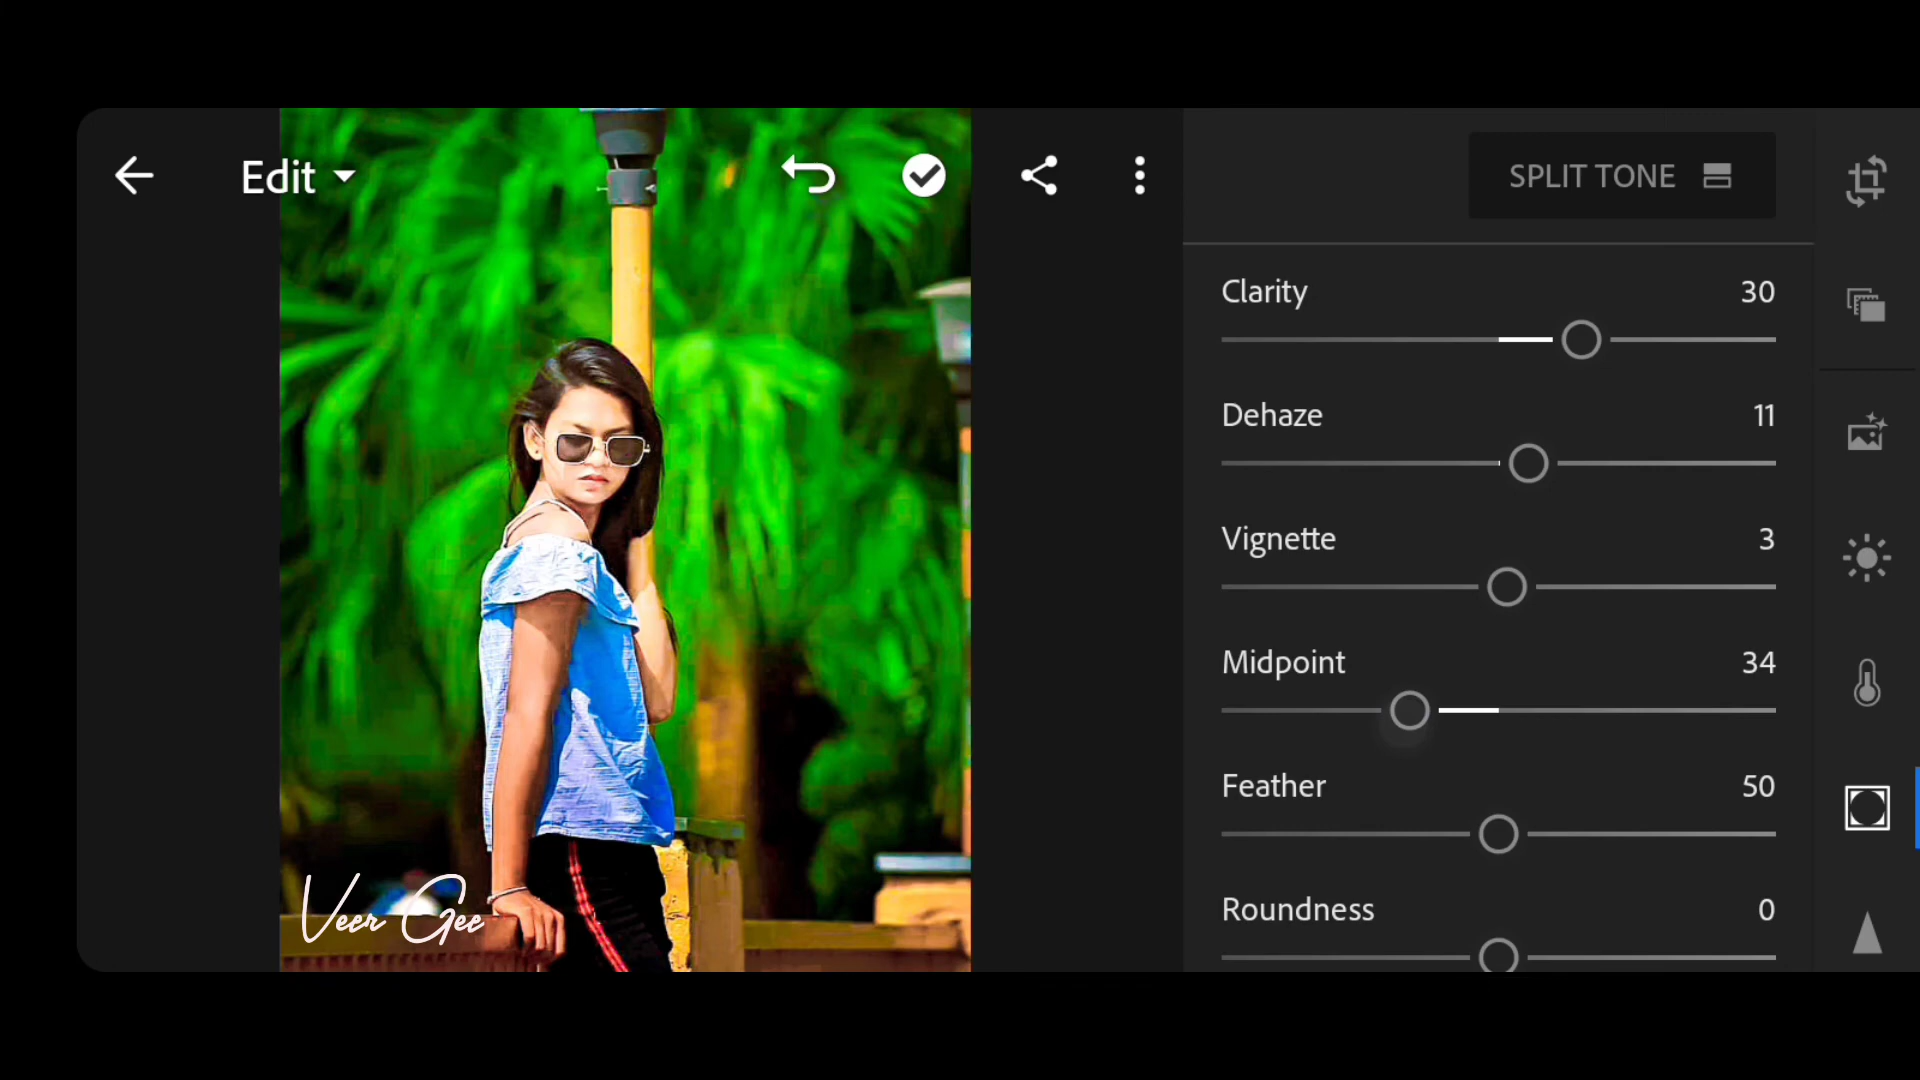 Edit
SPLIT TONE
Clarity 30
Dehaze 11
Vignette 3
Midpoint 34
Feather 50
Roundness 0
Veer Gee